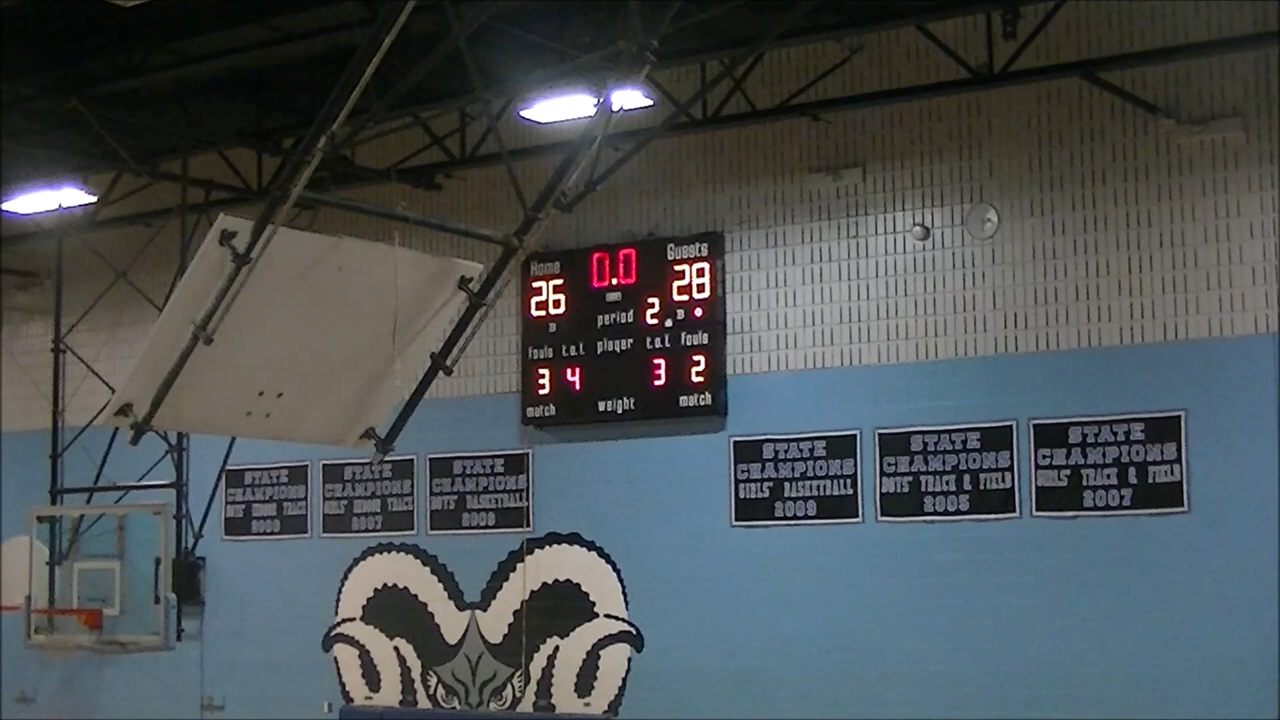 Home
0.0
Guests
26
28
period 2
B
B
fouls t.o.l. player t.o.l. fouls
3 4 3 2
match weight match
STATE
CHAMPIONS
BOYS' INDOOR TRACK
STATE
CHAMPIONS
GIRLS' INDOOR TRACK
2007
STATE
CHAMPIONS
BOYS' BASKETBALL
STATE
CHAMPIONS
GIRLS' BASKETBALL
2009
STATE
CHAMPIONS
BOYS' TRACK & FIELD
2005
STATE
CHAMPIONS
GIRLS' TRACK & FIELD
2007